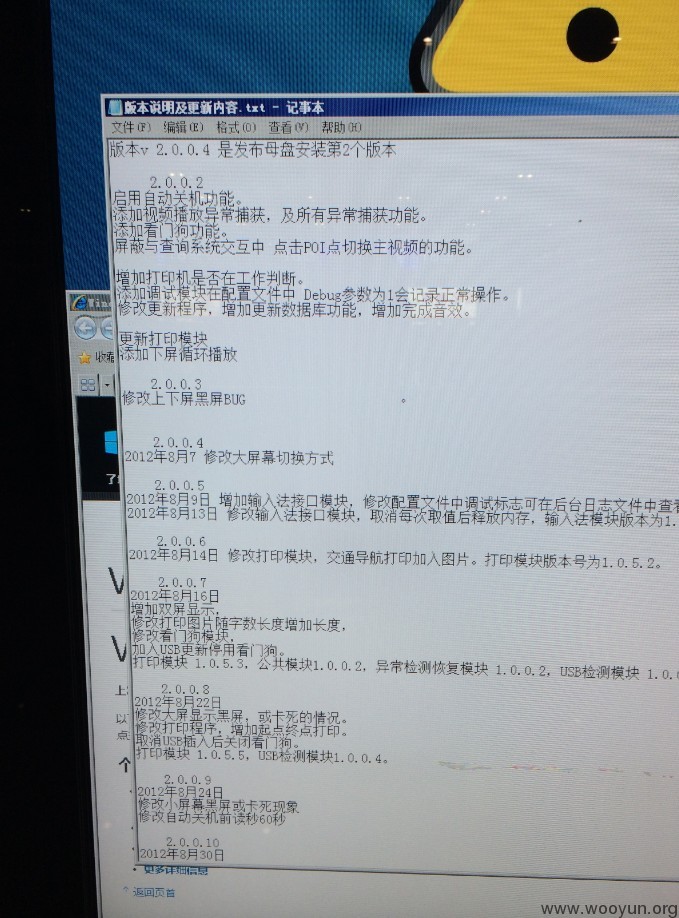 版本说明及更新内容.txt - 记事本
文件(F) 编辑(E) 格式(O) 查看(V) 帮助(H)
版本v 2.0.0.4 是发布母盘安装第2个版本
2.0.0.2
启用自动关机功能。
添加视频播放异常捕获，及所有异常捕获功能。
添加看门狗功能。
屏蔽与查询系统交互中 点击POI点切换主视频的功能。
增加打印机是否在工作判断。
添加调试模块在配置文件中 Debug参数为1会记录正常操作。
修改更新程序，增加更新数据库功能，增加完成音效。
更新打印模块
添加下屏循环播放
2.0.0.3
修改上下屏黑屏BUG
2.0.0.4
2012年8月7 修改大屏幕切换方式
2.0.0.5
2012年8月9日 增加输入法接口模块，修改配置文件中调试标志可在后台日志文件中查看
2012年8月13日 修改输入法接口模块，取消每次取值后释放内存，输入法模块版本为1.
2.0.0.6
2012年8月14日 修改打印模块，交通导航打印加入图片。打印模块版本号为1.0.5.2。
2.0.0.7
2012年8月16日
增加双屏显示，
修改打印图片随字数长度增加长度，
修改看门狗模块，
加入USB更新停用看门狗。
打印模块 1.0.5.3，公共模块1.0.0.2，异常检测恢复模块 1.0.0.2，USB检测模块 1.0.
2.0.0.8
2012年8月22日
修改大屏显示黑屏，或卡死的情况。
修改打印程序，增加起点终点打印。
取消USB插入后关闭看门狗。
打印模块 1.0.5.5，USB检测模块1.0.0.4。
2.0.0.9
2012年8月24日
修改小屏幕黑屏或卡死现象
修改自动关机前读秒60秒
2.0.0.10
2012年8月30日
更多详细信息
返回页首
www.wooyun.org